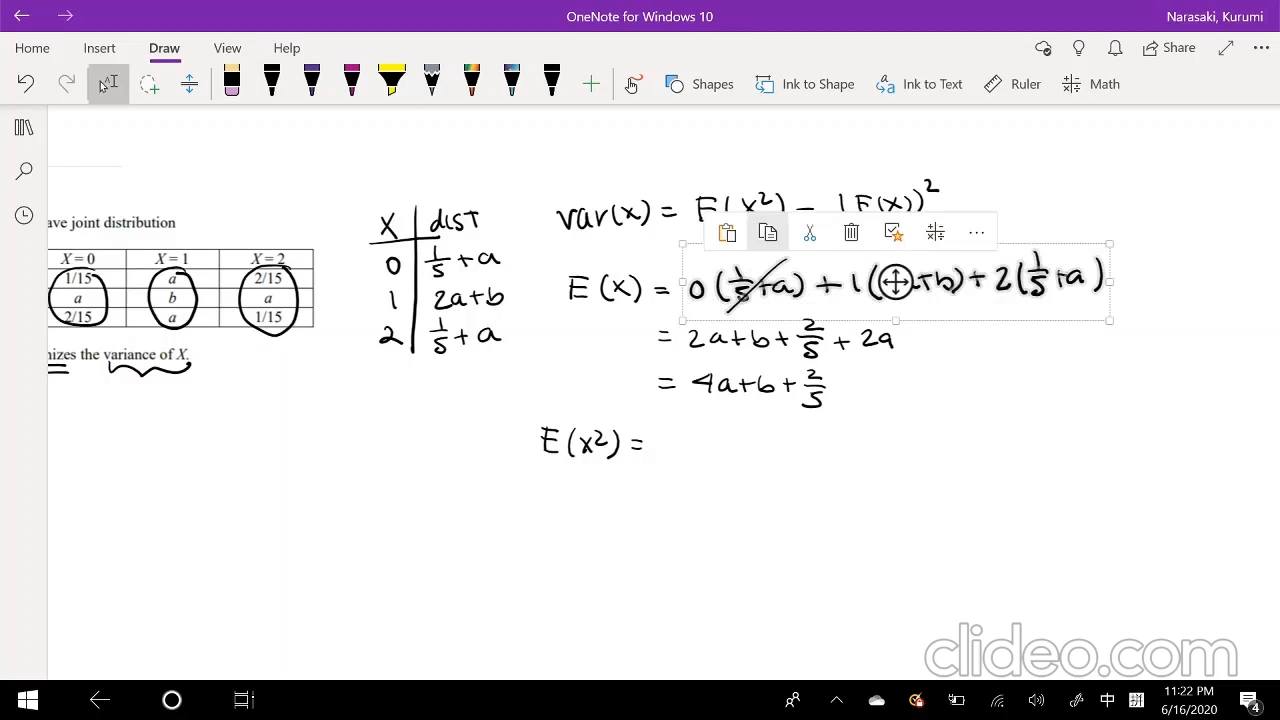 OneNote for Windows 10
Narasaki, Kurumi
Home Insert Draw View Help
Share
Shapes Ink to Shape Ink to Text Ruler Math
ave joint distribution
X = 0 X = 1 X = 2
1/15 a 2/15
a b a
2/15 a 1/15
nizes the variance of X.
X dist
0 1/5 + a
1 2a+b
2 1/5 + a
var(x) = E(x²) - (E(x))²
E(x) = 0(1/5+a) + 1( +b) + 2(1/5+a)
= 2a+b+2/5+2a
= 4a+b+2/5
E(x²) =
clideo.com
中
11:22 PM
6/16/2020
4